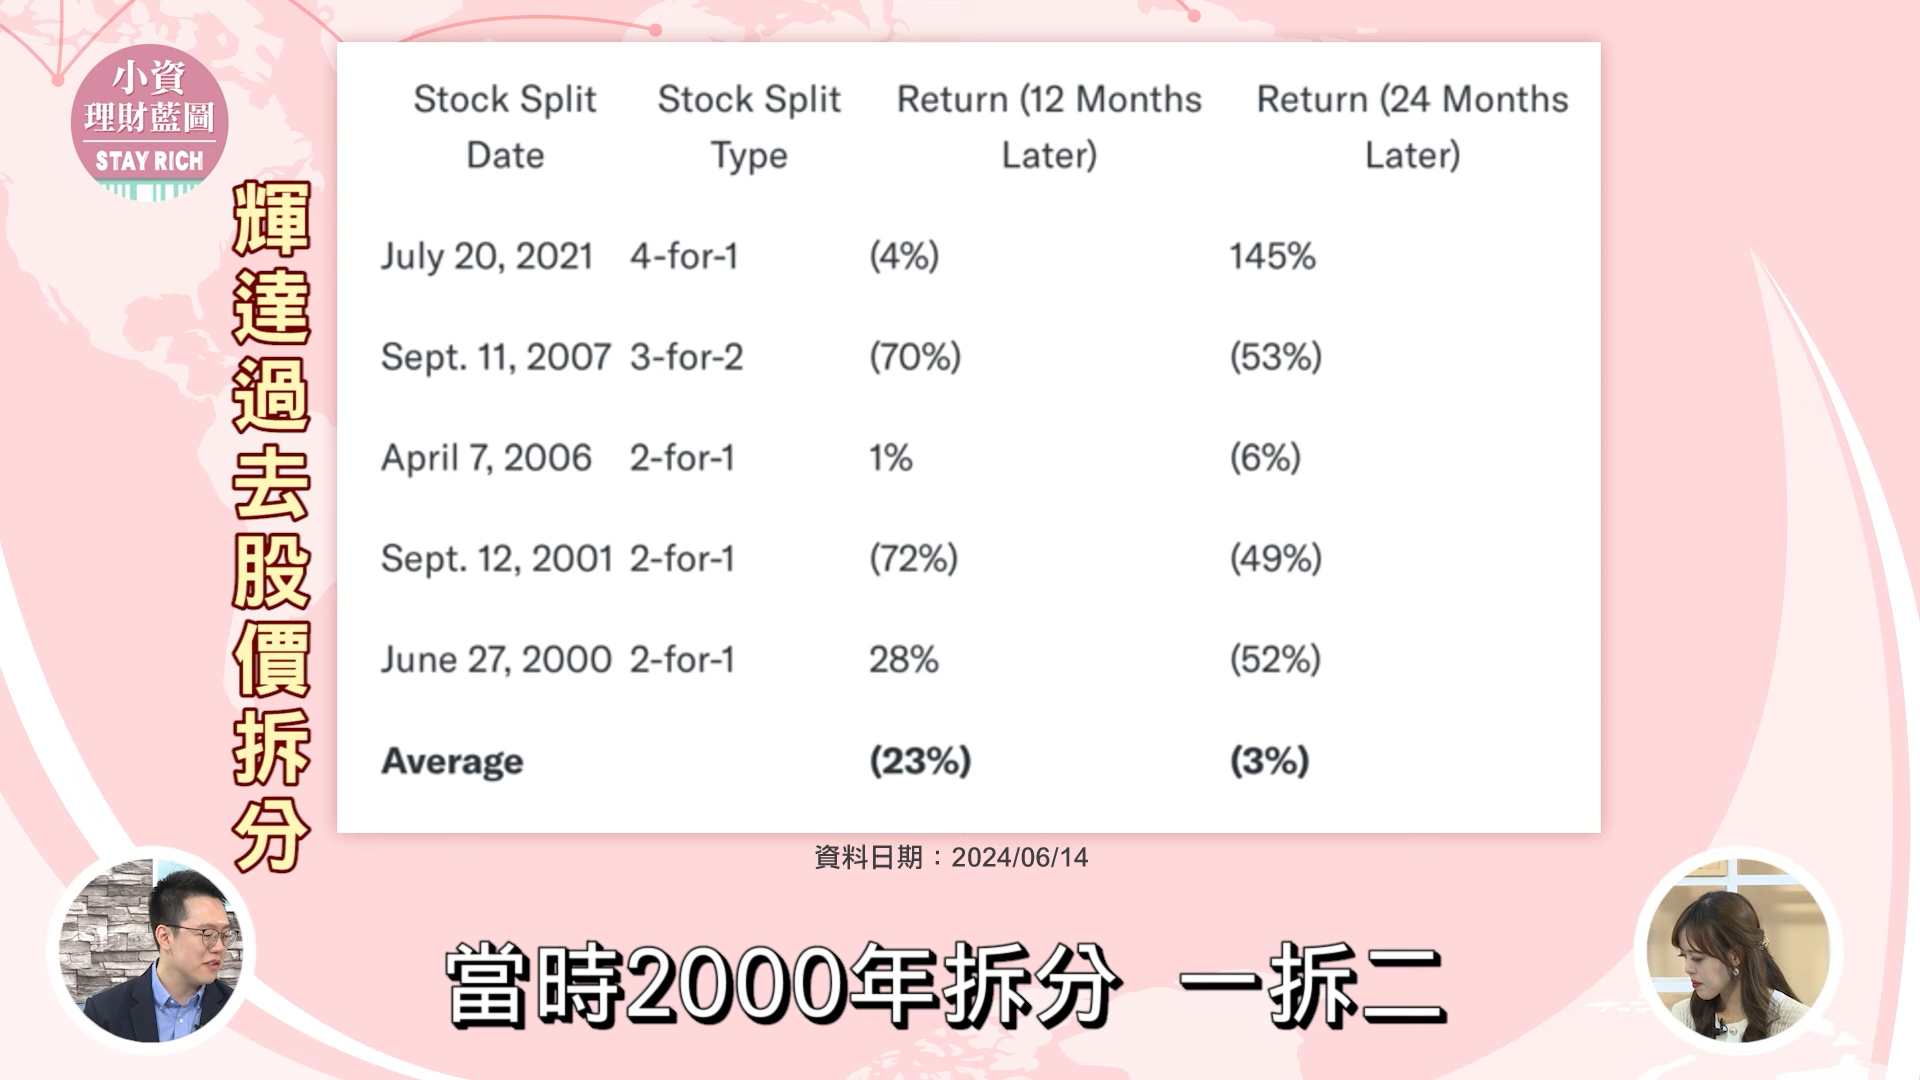 小資
理財藍圖
STAY RICH
輝達過去股價拆分
Stock Split Date Stock Split Type Return (12 Months Later) Return (24 Months Later)
July 20, 2021 4-for-1 (4%) 145%
Sept. 11, 2007 3-for-2 (70%) (53%)
April 7, 2006 2-for-1 1% (6%)
Sept. 12, 2001 2-for-1 (72%) (49%)
June 27, 2000 2-for-1 28% (52%)
Average (23%) (3%)
資料日期：2024/06/14
當時2000年拆分 一拆二